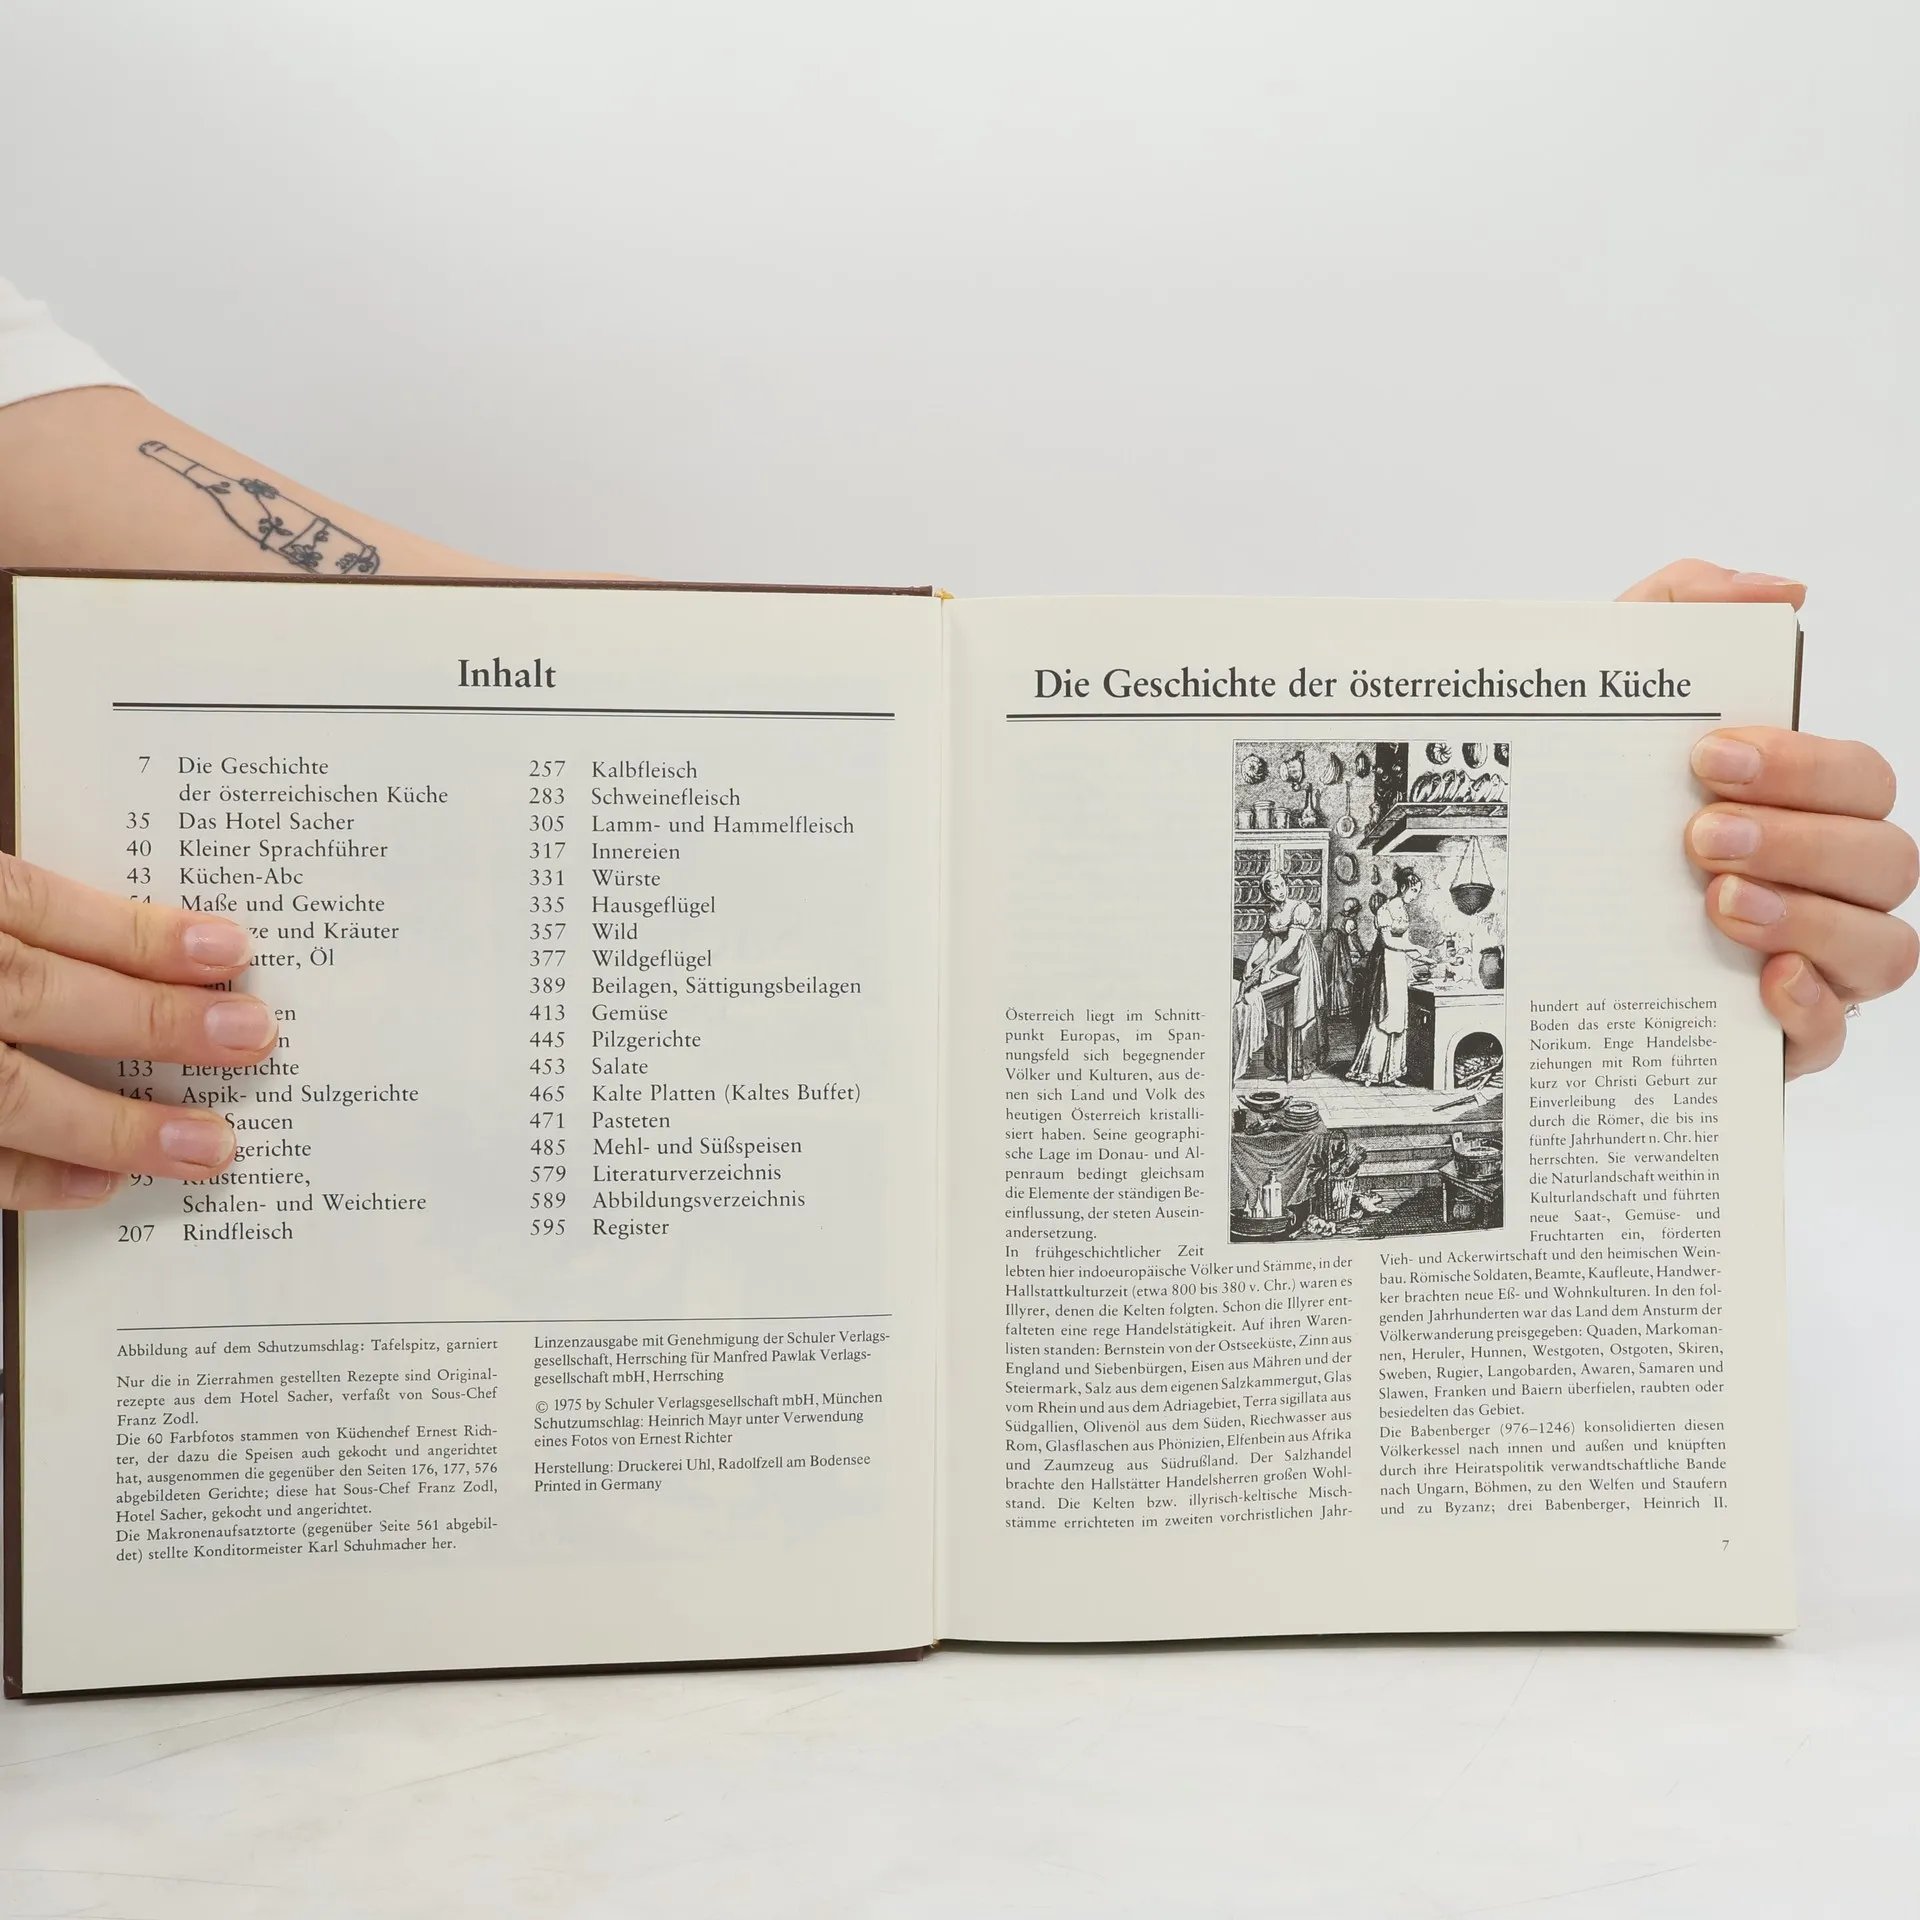 Inhalt
7 Die Geschichte
der österreichischen Küche
35 Das Hotel Sacher
40 Kleiner Sprachführer
43 Küchen-Abc
Maße und Gewichte
und Kräuter
Öl
133 Eiergerichte
145 Aspik- und Sulzgerichte
Saucen
Krustentiere,
Schalen- und Weichtiere
207 Rindfleisch
257 Kalbfleisch
283 Schweinefleisch
305 Lamm- und Hammelfleisch
317 Innereien
331 Würste
335 Hausgeflügel
357 Wild
377 Wildgeflügel
389 Beilagen, Sättigungsbeilagen
413 Gemüse
445 Pilzgerichte
453 Salate
465 Kalte Platten (Kaltes Buffet)
471 Pasteten
485 Mehl- und Süßspeisen
579 Literaturverzeichnis
589 Abbildungsverzeichnis
595 Register
Abbildung auf dem Schutzumschlag: Tafelspitz, garniert
Nur die in Zierrahmen gestellten Rezepte sind Original-
rezepte aus dem Hotel Sacher, verfaßt von Sous-Chef
Franz Zodl.
Die 60 Farbfotos stammen von Küchenchef Ernest Rich-
ter, der dazu die Speisen auch gekocht und angerichtet
hat, ausgenommen die gegenüber den Seiten 176, 177, 576
abgebildeten Gerichte; diese hat Sous-Chef Franz Zodl,
Hotel Sacher, gekocht und angerichtet.
Die Makronenaufsatztorte (gegenüber Seite 561 abgebil-
det) stellte Konditormeister Karl Schuhmacher her.
Linzenzausgabe mit Genehmigung der Schuler Verlags-
gesellschaft, Herrsching für Manfred Pawlak Verlags-
gesellschaft mbH, Herrsching
© 1975 by Schuler Verlagsgesellschaft mbH, München
Schutzumschlag: Heinrich Mayr unter Verwendung
eines Fotos von Ernest Richter
Herstellung: Druckerei Uhl, Radolfzell am Bodensee
Printed in Germany
Die Geschichte der österreichischen Küche
Österreich liegt im Schnitt-
punkt Europas, im Span-
nungsfeld sich begegnender
Völker und Kulturen, aus de-
nen sich Land und Volk des
heutigen Österreich kristalli-
siert haben. Seine geographi-
sche Lage im Donau- und Al-
penraum bedingt gleichsam
die Elemente der ständigen Be-
einflussung, der steten Ausein-
andersetzung.
In frühgeschichtlicher Zeit
lebten hier indoeuropäische Völker und Stämme, in der
Hallstattkulturzeit (etwa 800 bis 380 v. Chr.) waren es
Illyrer, denen die Kelten folgten. Schon die Illyrer ent-
falteten eine rege Handelstätigkeit. Auf ihren Waren-
listen standen: Bernstein von der Ostseeküste, Zinn aus
England und Siebenbürgen, Eisen aus Mähren und der
Steiermark, Salz aus dem eigenen Salzkammergut, Glas
vom Rhein und aus dem Adriagebiet, Terra sigillata aus
Südgallien, Olivenöl aus dem Süden, Riechwasser aus
Rom, Glasflaschen aus Phönizien, Elfenbein aus Afrika
und Zaumzeug aus Südrußland. Der Salzhandel
brachte den Hallstätter Handelsherren großen Wohl-
stand. Die Kelten bzw. illyrisch-keltische Misch-
stämme errichteten im zweiten vorchristlichen Jahr-
hundert auf österreichischem
Boden das erste Königreich:
Norikum. Enge Handelsbe-
ziehungen mit Rom führten
kurz vor Christi Geburt zur
Einverleibung des Landes
durch die Römer, die bis ins
fünfte Jahrhundert n. Chr. hier
herrschten. Sie verwandelten
die Naturlandschaft weithin in
Kulturlandschaft und führten
neue Saat-, Gemüse- und
Fruchtarten ein, förderten
Vieh- und Ackerwirtschaft und den heimischen Wein-
bau. Römische Soldaten, Beamte, Kaufleute, Handwer-
ker brachten neue Eß- und Wohnkulturen. In den fol-
genden Jahrhunderten war das Land dem Ansturm der
Völkerwanderung preisgegeben: Quaden, Markoman-
nen, Heruler, Hunnen, Westgoten, Ostgoten, Skiren,
Sweben, Rugier, Langobarden, Awaren, Samaren und
Slawen, Franken und Baiern überfielen, raubten oder
besiedelten das Gebiet.
Die Babenberger (976–1246) konsolidierten diesen
Völkerkessel nach innen und außen und knüpften
durch ihre Heiratspolitik verwandtschaftliche Bande
nach Ungarn, Böhmen, zu den Welfen und Staufern
und zu Byzanz; drei Babenberger, Heinrich II.
7